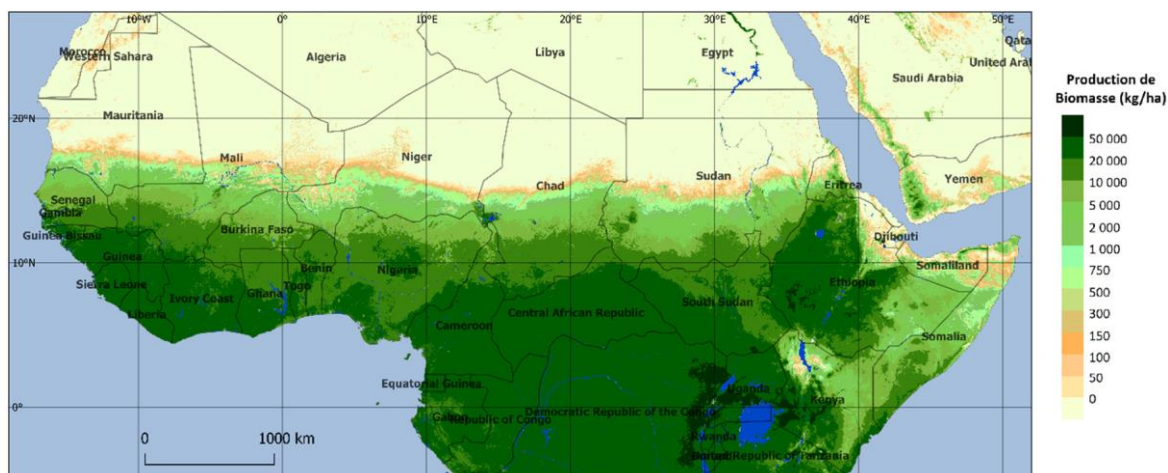 10°W 0° 10°E 20°E 30°E 40°E 50°E
Morocco
Western Sahara
Algeria
Libya
Egypt
Qata
United Arab
Saudi Arabia
20°N
Mauritania
Mali
Niger
Chad
Sudan
Eritrea
Yemen
Senegal
Gambia
Guinea Bissau
Burkina Faso
Djibouti
10°N
Guinea
Benin
Nigeria
Somaliland
Sierra Leone
Ivory Coast
Ghana
Togo
Ethiopia
Liberia
South Sudan
Cameroon
Central African Republic
Somalia
Equatorial Guinea
Uganda
Kenya
0°
Republic of Congo
Democratic Republic of the Congo
Rwanda
0
1000 km
Republic of Tanzania
Production de
Biomasse (kg/ha)
50 000
20 000
10 000
5 000
2 000
1 000
750
500
300
150
100
50
0